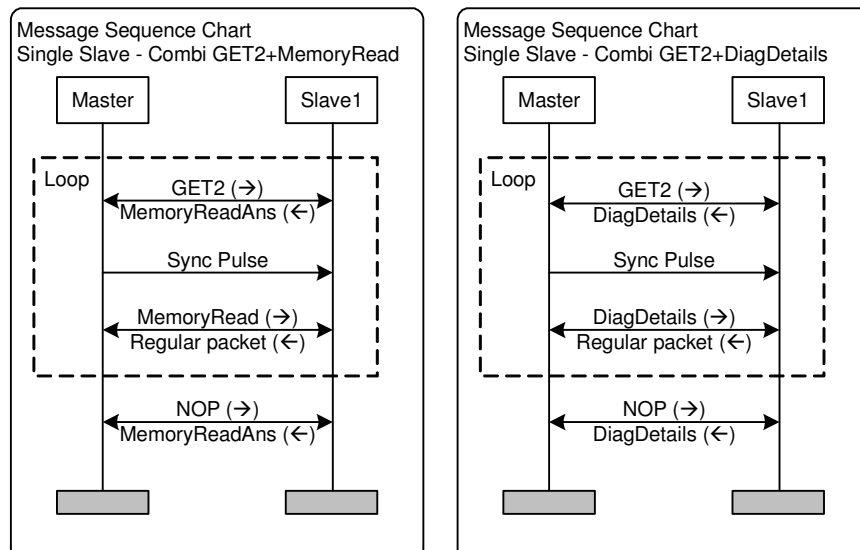 Message Sequence Chart
Single Slave - Combi GET2+MemoryRead
Master
Slave1
Loop
GET2 (→)
MemoryReadAns (←)
Sync Pulse
MemoryRead (→)
Regular packet (←)
NOP (→)
MemoryReadAns (←)
Message Sequence Chart
Single Slave - Combi GET2+DiagDetails
Master
Slave1
Loop
GET2 (→)
DiagDetails (←)
Sync Pulse
DiagDetails (→)
Regular packet (←)
NOP (→)
DiagDetails (←)